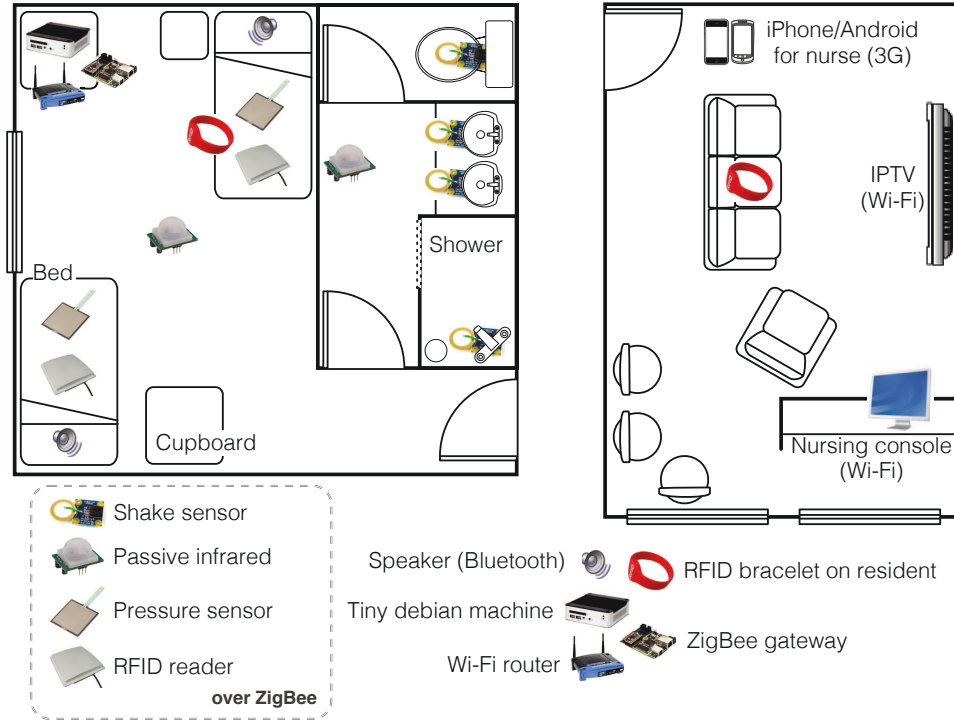 iPhone/Android
for nurse (3G)
IPTV
(Wi-Fi)
Shower
Bed
Cupboard
Nursing console
(Wi-Fi)
Shake sensor
Passive infrared
Pressure sensor
RFID reader
over ZigBee
Speaker (Bluetooth)
RFID bracelet on resident
Tiny debian machine
ZigBee gateway
Wi-Fi router